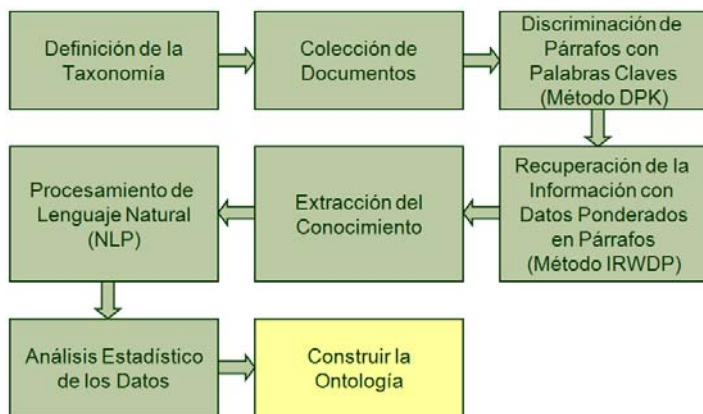 Definición de la
Taxonomía
Colección de
Documentos
Discriminación de
Párrafos con
Palabras Claves
(Método DPK)
Recuperación de la
Información con
Datos Ponderados
en Párrafos
(Método IRWDP)
Extracción del
Conocimiento
Procesamiento de
Lenguaje Natural
(NLP)
Análisis Estadístico
de los Datos
Construir la
Ontología